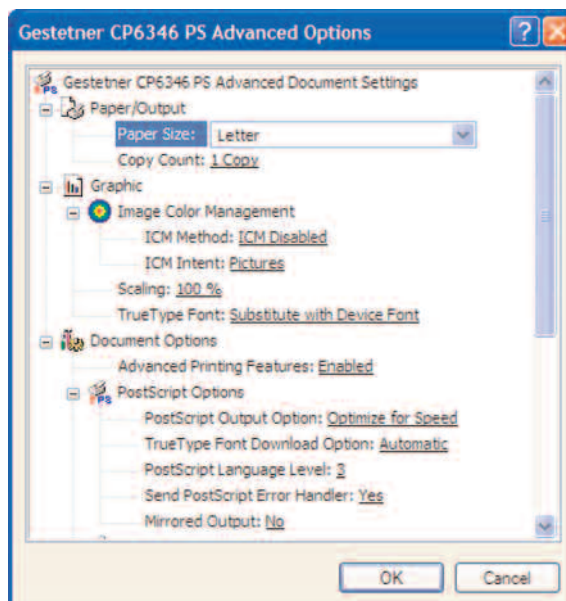 Gestetner CP6346 PS Advanced Options
Gestetner CP6346 PS Advanced Document Settings
Paper/Output
Paper Size: Letter
Copy Count: 1 Copy
Graphic
Image Color Management
ICM Method: ICM Disabled
ICM Intent: Pictures
Scaling: 100 %
TrueType Font: Substitute with Device Font
Document Options
Advanced Printing Features: Enabled
PostScript Options
PostScript Output Option: Optimize for Speed
TrueType Font Download Option: Automatic
PostScript Language Level: 3
Send PostScript Error Handler: Yes
Mirrored Output: No
OK Cancel